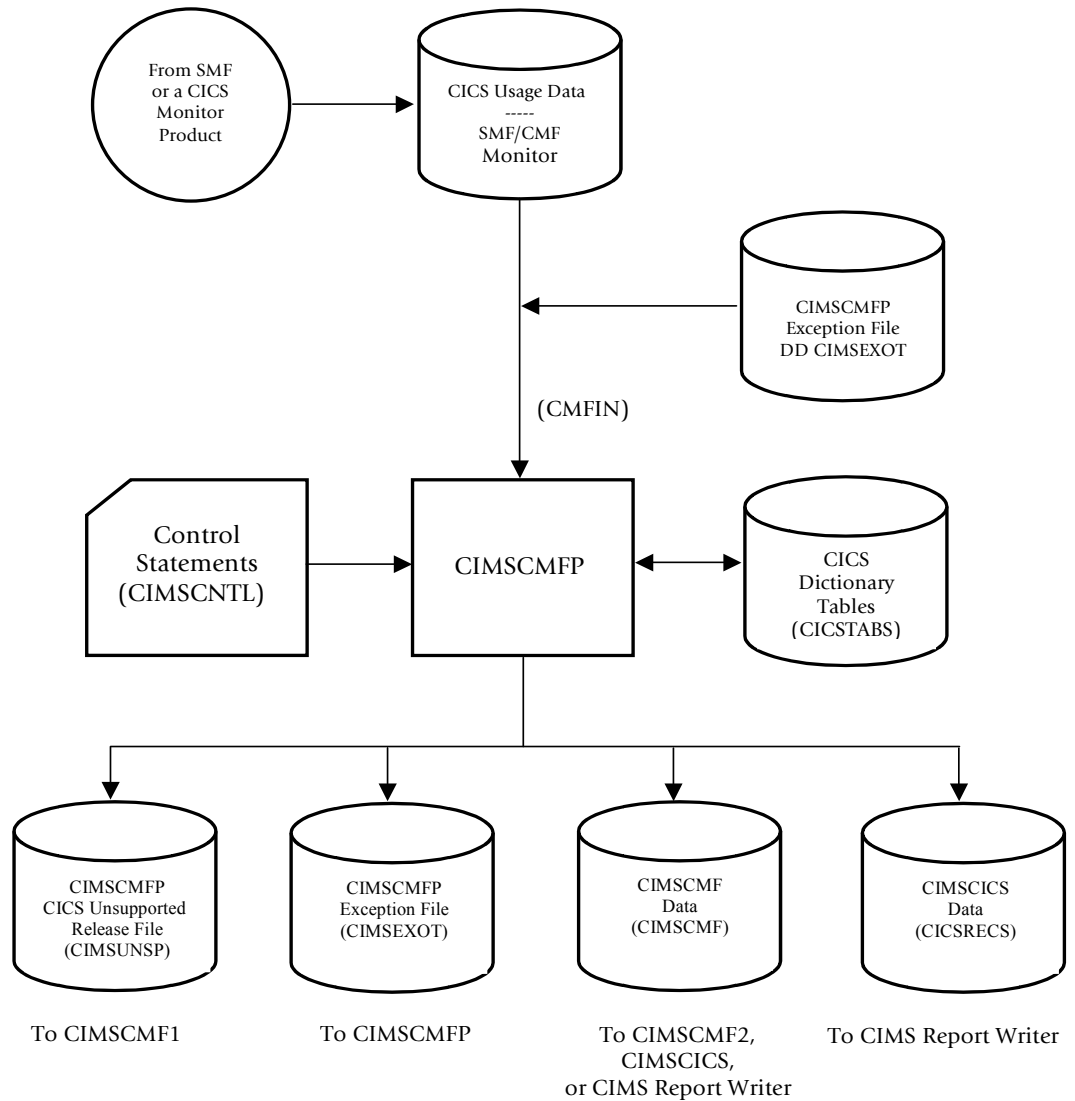 From SMF
or a CICS
Monitor
Product
CICS Usage Data
-----
SMF/CMF
Monitor
CIMSCMFP
Exception File
DD CIMSEXOT
(CMFIN)
Control
Statements
(CIMSCNTL)
CIMSCMFP
CICS
Dictionary
Tables
(CICSTABS)
CIMSCMFP
CICS Unsupported
Release File
(CIMSUNSP)
CIMSCMFP
Exception File
(CIMSEXOT)
CIMSCMF
Data
(CIMSCMF)
CIMSCICS
Data
(CICSRECS)
To CIMSCMF1
To CIMSCMFP
To CIMSCMF2,
CIMSCICS,
or CIMS Report Writer
To CIMS Report Writer